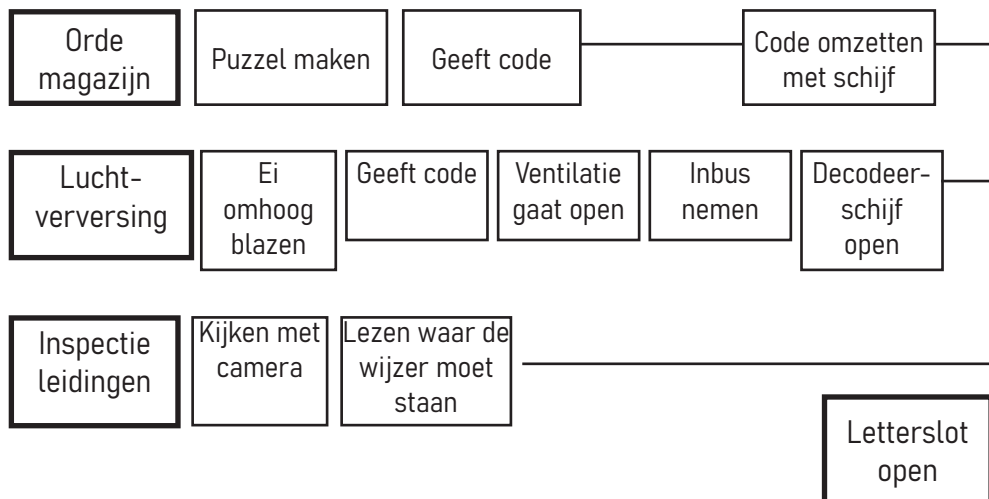 Orde
magazijn
Puzzel maken
Geeft code
Code omzetten
met schijf
Lucht-
verversing
Ei
omhoog
blazen
Geeft code
Ventilatie
gaat open
Inbus
nemen
Decodeer-
schijf
open
Inspectie
leidingen
Kijken met
camera
Lezen waar de
wijzer moet
staan
Letterslot
open